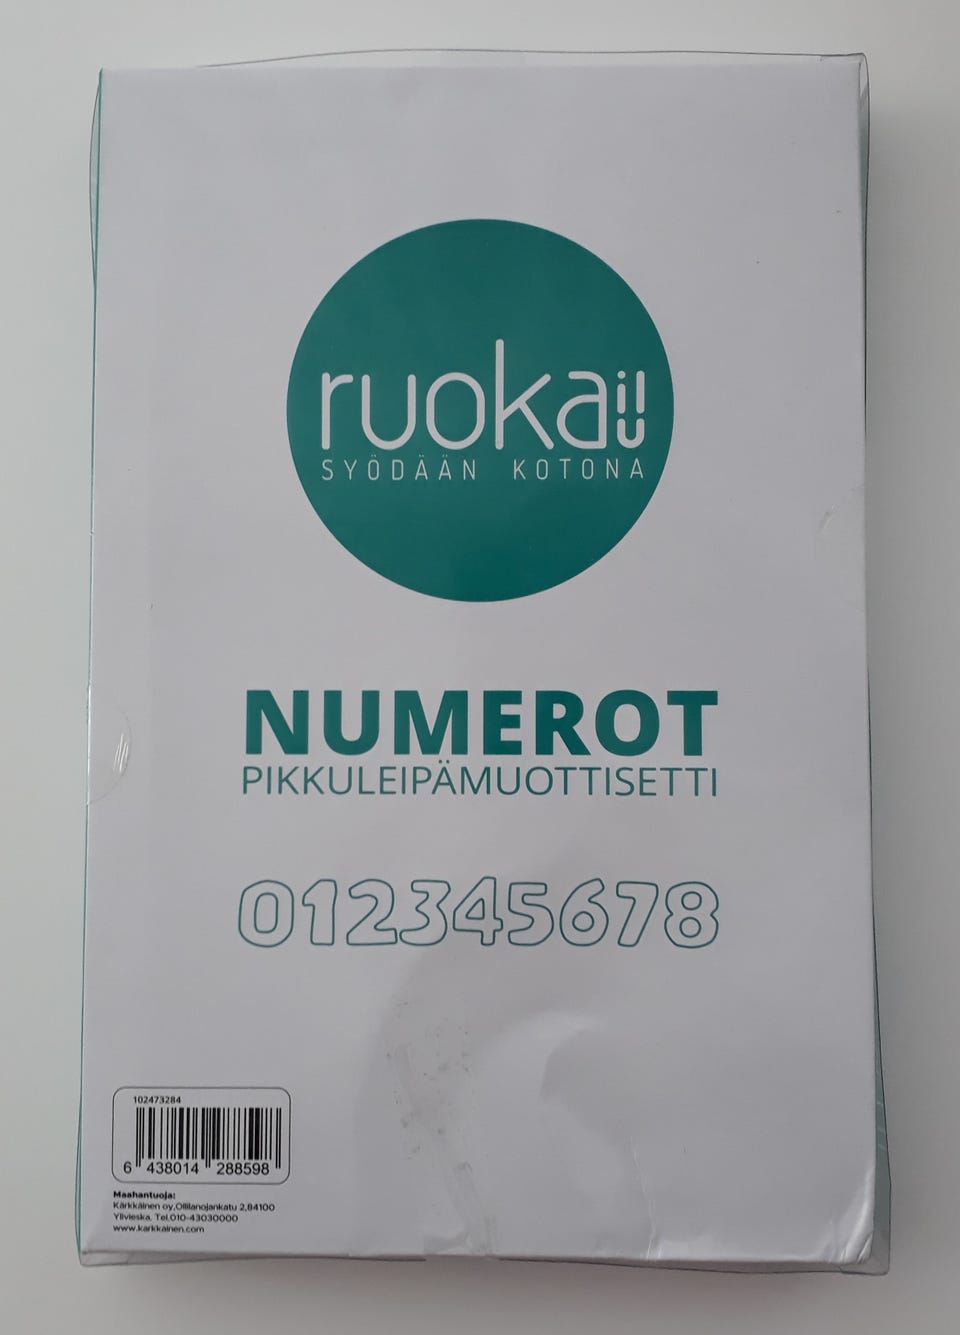 ruokaili
SYÖDÄÄN KOTONA
NUMEROT
PIKKULEIPÄMUOTTISETTI
012345678
102473284
6 438014 288598
Maahantuoja:
Kärkkäinen oy,Ollilanojankatu 2,84100
Ylivieska, Tel.010-43030000
www.karkkainen.com